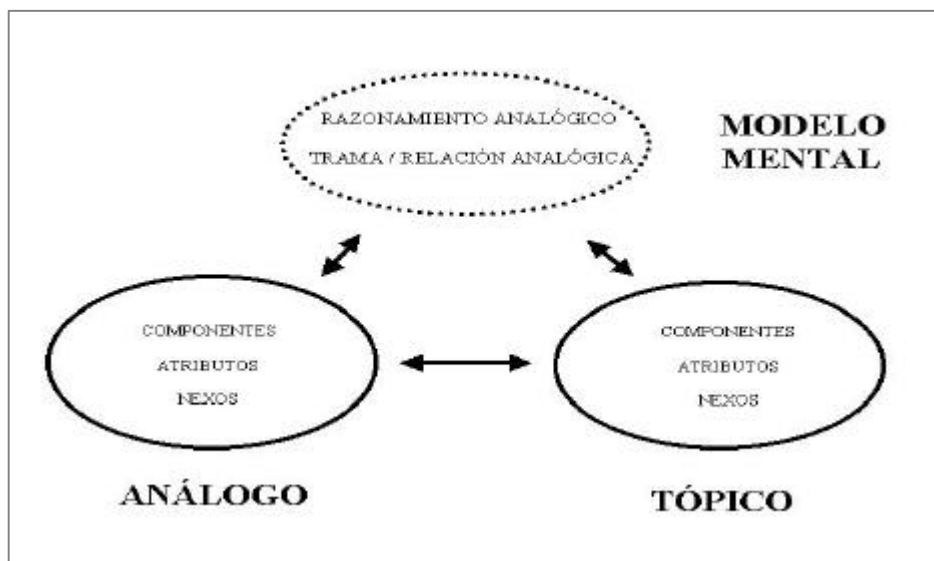 RAZONAMIENTO ANALÓGICO
TRAMA / RELACIÓN ANALÓGICA
MODELO
MENTAL
COMPONENTES
ATRIBUTOS
NEXOS
COMPONENTES
ATRIBUTOS
NEXOS
ANÁLOGO
TÓPICO